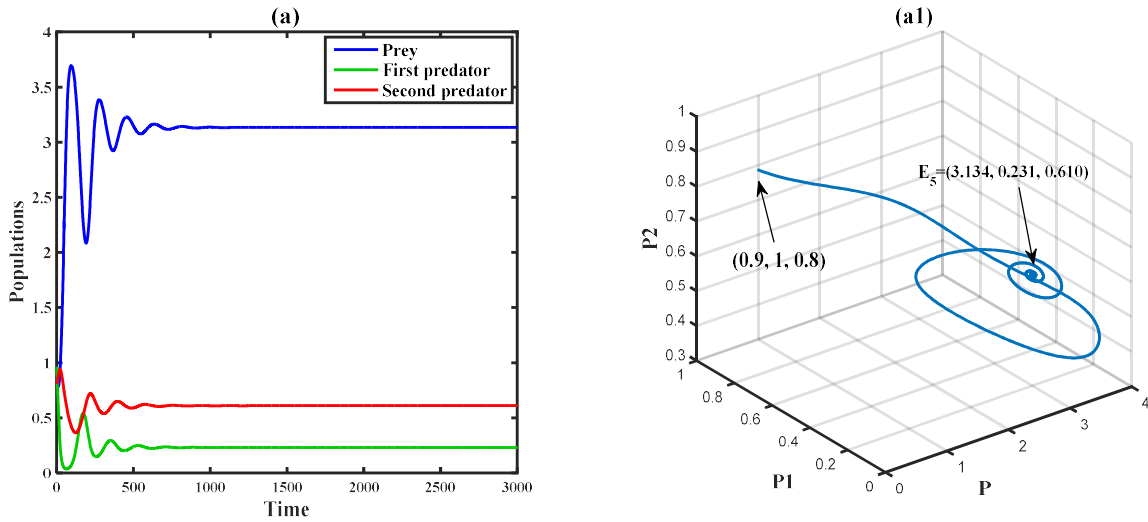 (a)
4
3.5
3
2.5
2
1.5
1
0.5
0
0
500
1000
1500
2000
2500
3000
Populations
Time
Prey
First predator
Second predator
(a1)
1
0.9
0.8
0.7
0.6
0.5
0.4
0.3
P2
1
0.8
0.6
0.4
0.2
0
P1
0
1
2
3
4
P
E5=(3.134, 0.231, 0.610)
(0.9, 1, 0.8)